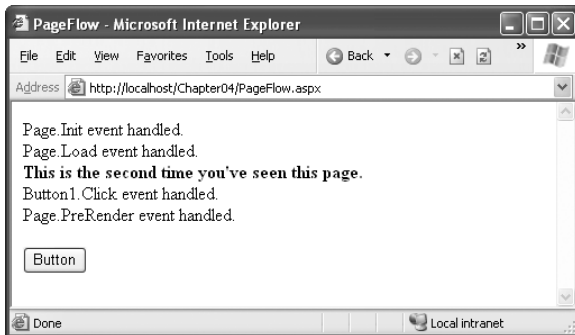 PageFlow - Microsoft Internet Explorer
File Edit View Favorites Tools Help Back »
Address http://localhost/Chapter04/PageFlow.aspx
Page.Init event handled.
Page.Load event handled.
This is the second time you've seen this page.
Button1.Click event handled.
Page.PreRender event handled.
Button
Done Local intranet